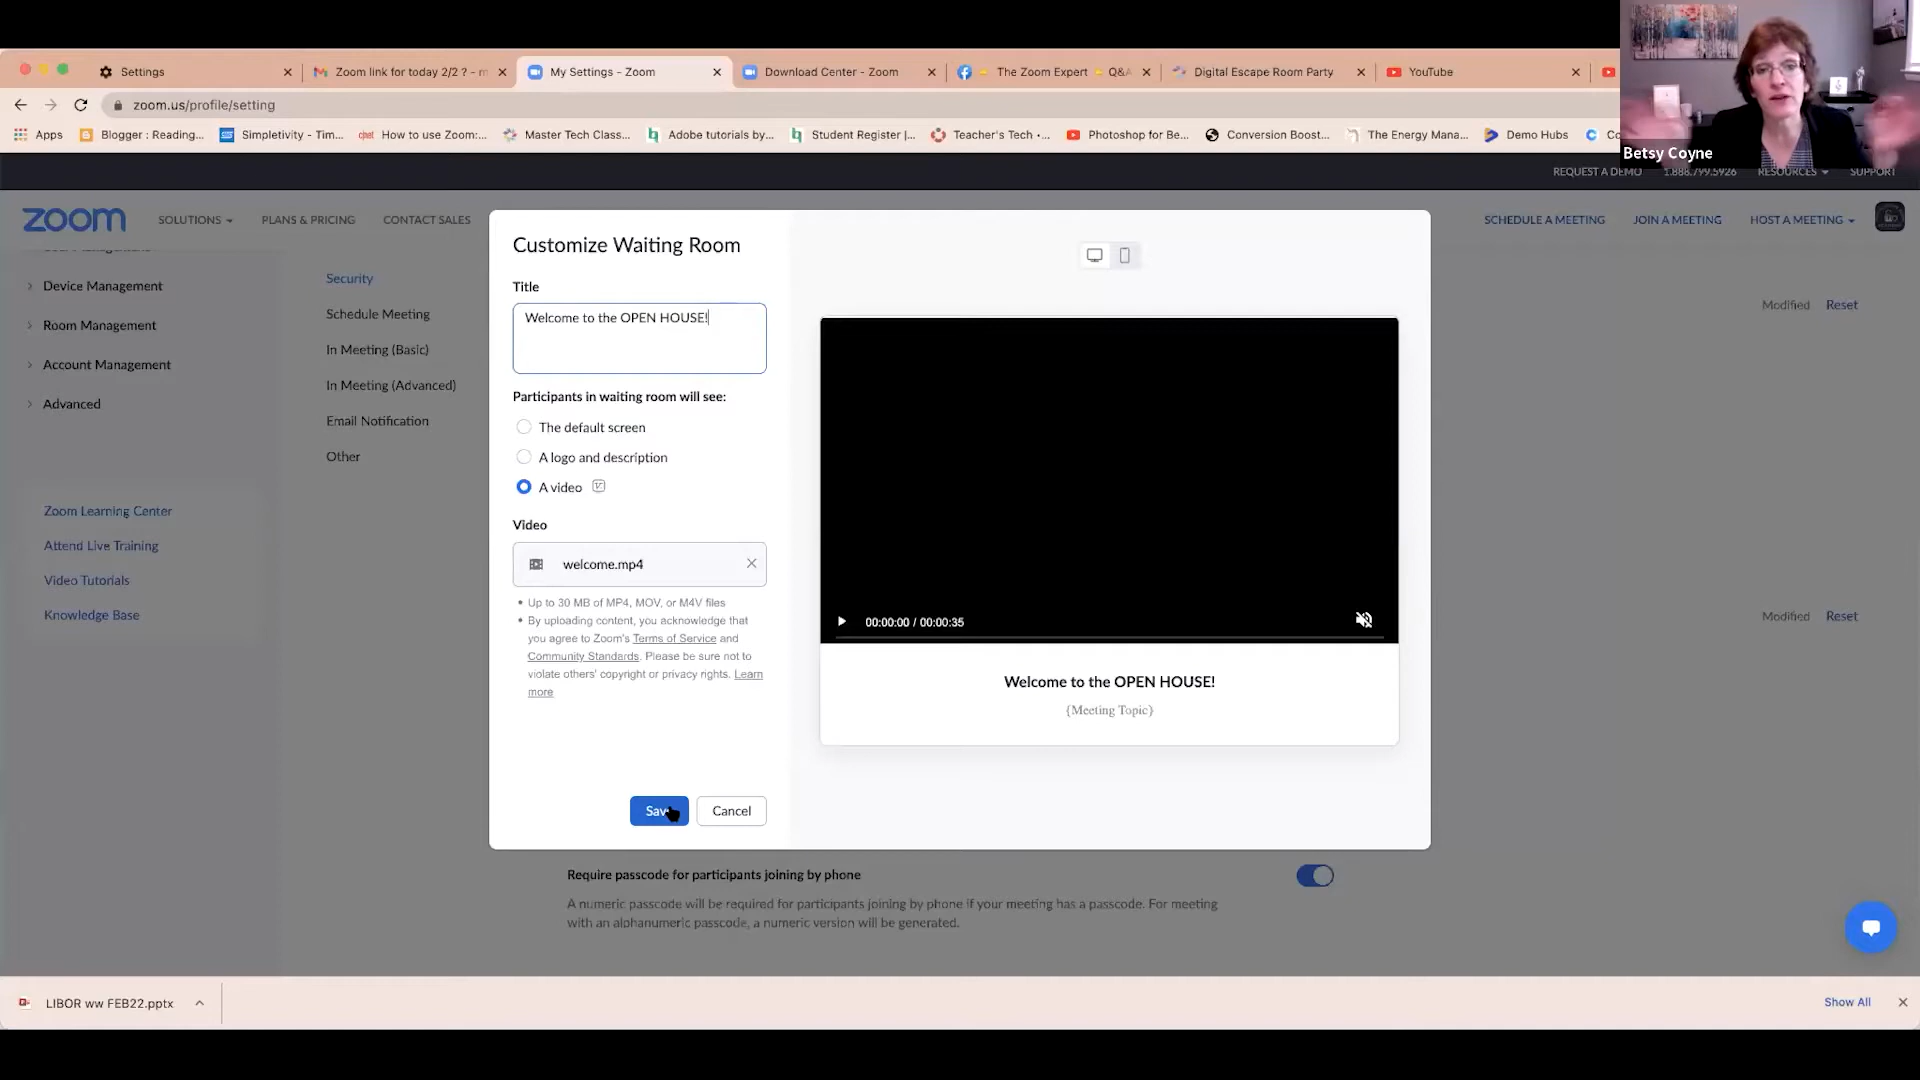 Settings
Zoom link for today 2/2 ? - m
My Settings - Zoom
Download Center - Zoom
The Zoom Expert Q&A
Digital Escape Room Party
YouTube
zoom.us/profile/setting
Apps
Blogger : Reading...
Simpletivity - Tim...
chat How to use Zoom:...
Master Tech Class...
Adobe tutorials by...
Student Register |...
Teacher's Tech •...
Photoshop for Be...
Conversion Boost...
The Energy Mana...
Demo Hubs
Co
Betsy Coyne
REQUEST A DEMO
1.888.799.5926
RESOURCES
SUPPORT
zoom
SOLUTIONS
PLANS & PRICING
CONTACT SALES
SCHEDULE A MEETING
JOIN A MEETING
HOST A MEETING
Device Management
Room Management
Account Management
Advanced
Zoom Learning Center
Attend Live Training
Video Tutorials
Knowledge Base
Security
Schedule Meeting
In Meeting (Basic)
In Meeting (Advanced)
Email Notification
Other
Customize Waiting Room
Title
Welcome to the OPEN HOUSE!
Participants in waiting room will see:
The default screen
A logo and description
A video
Video
welcome.mp4
• Up to 30 MB of MP4, MOV, or M4V files
• By uploading content, you acknowledge that
you agree to Zoom's Terms of Service and
Community Standards. Please be sure not to
violate others' copyright or privacy rights. Learn
more
Save
Cancel
00:00:00 / 00:00:35
Welcome to the OPEN HOUSE!
{Meeting Topic}
Modified Reset
Modified Reset
Require passcode for participants joining by phone
A numeric passcode will be required for participants joining by phone if your meeting has a passcode. For meeting
with an alphanumeric passcode, a numeric version will be generated.
LIBOR ww FEB22.pptx
Show All